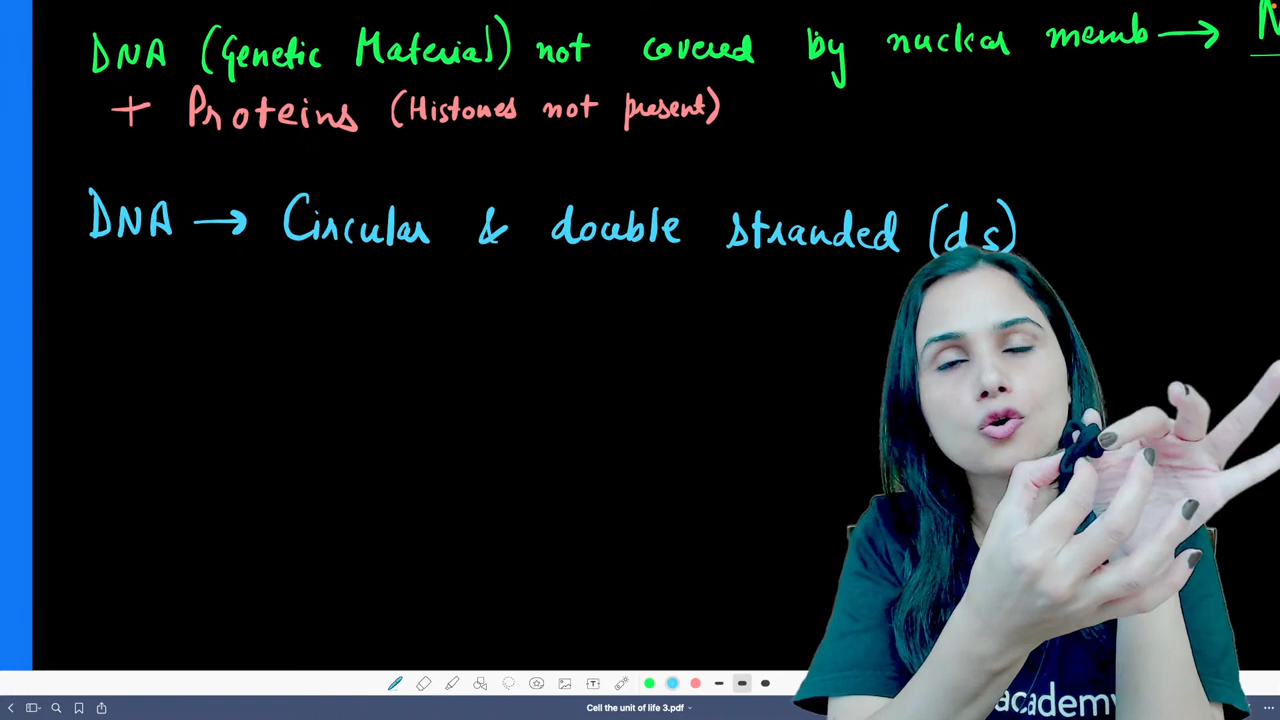 DNA (Genetic Material) not covered by nuclear memb →
+ Proteins (Histones not present)
DNA → Circular & double stranded (ds)
academy
Cell the unit of life 3.pdf